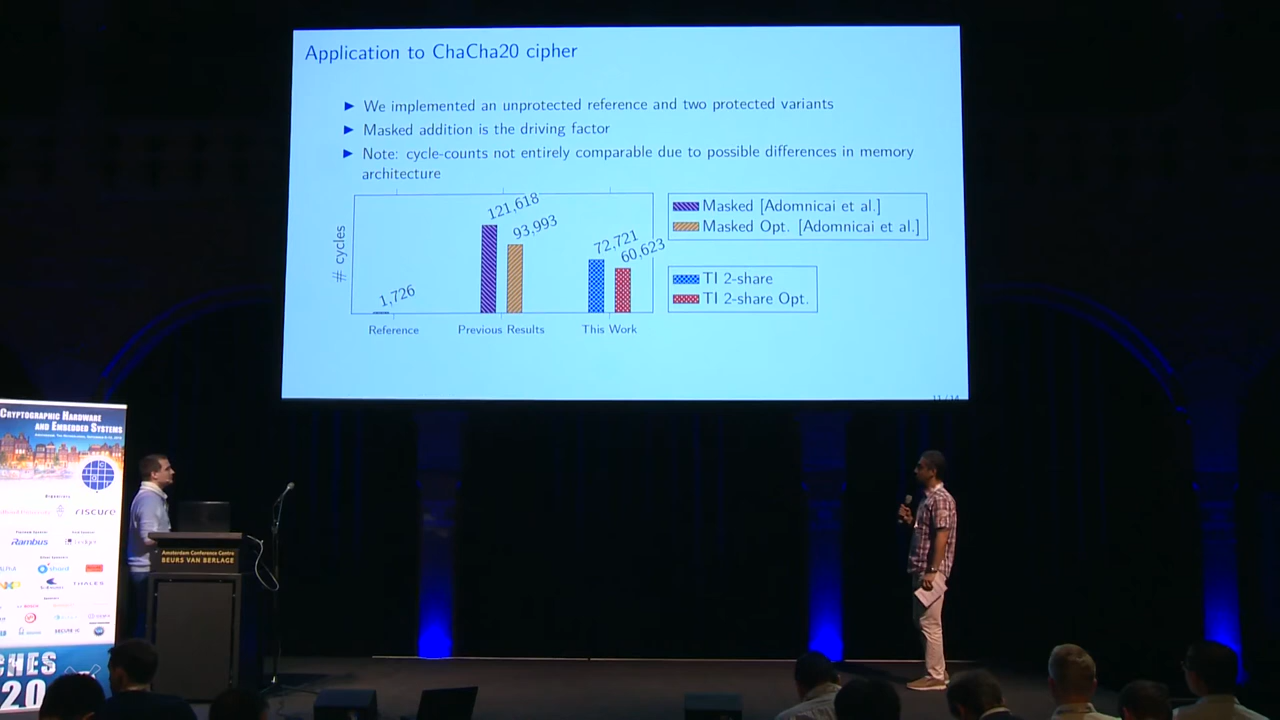 Application to ChaCha20 cipher
We implemented an unprotected reference and two protected variants
Masked addition is the driving factor
Note: cycle-counts not entirely comparable due to possible differences in memory
architecture
# cycles
1,726
121,618
93,993
72,721
60,623
Reference
Previous Results
This Work
Masked [Adomnicai et al.]
Masked Opt. [Adomnicai et al.]
TI 2-share
TI 2-share Opt.
11/14
CRYPTOGRAPHIC HARDWARE
AND EMBEDDED SYSTEMS
riscure
Rambus
THALES
Amsterdam Conference Centre
BEURS VAN BERLAGE
CHES
20